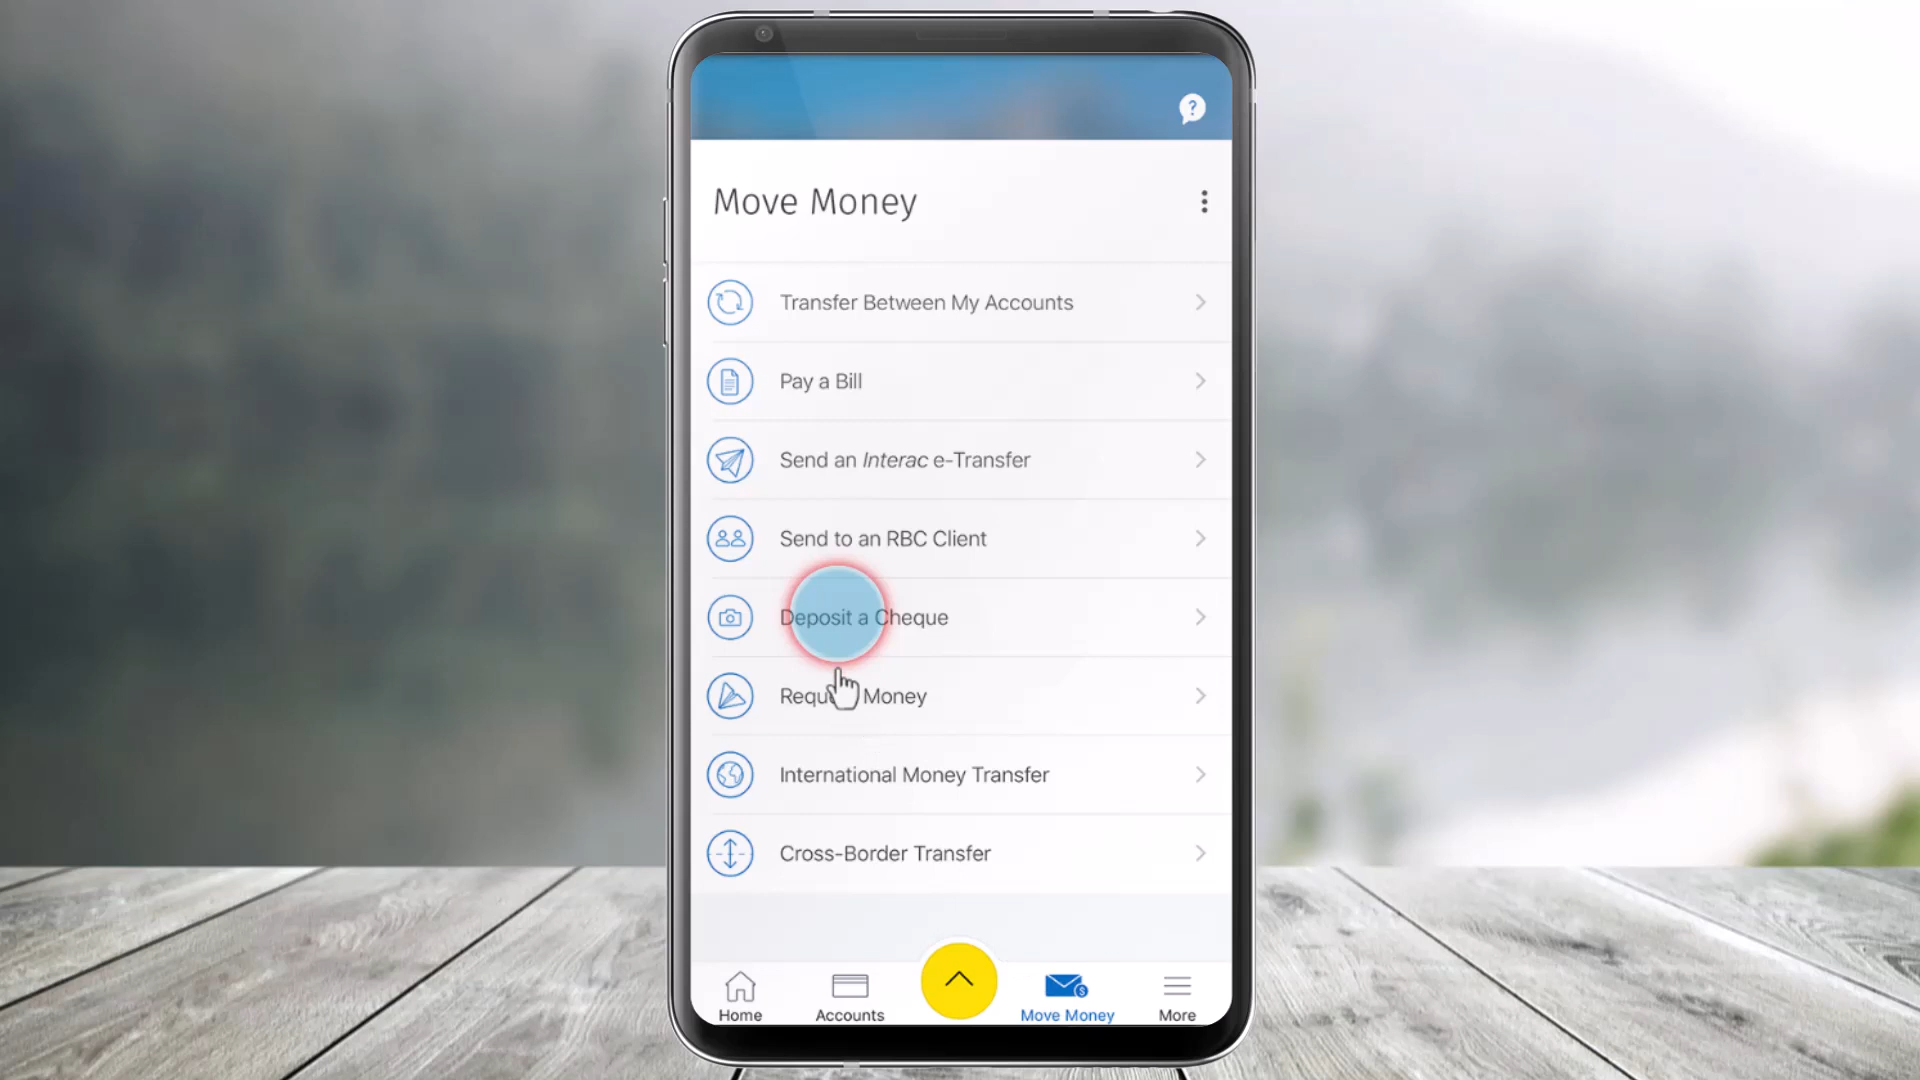 ?
Move Money
Transfer Between My Accounts
Pay a Bill
Send an Interac e-Transfer
Send to an RBC Client
Deposit a Cheque
Request Money
International Money Transfer
Cross-Border Transfer
$
Home Accounts Move Money More